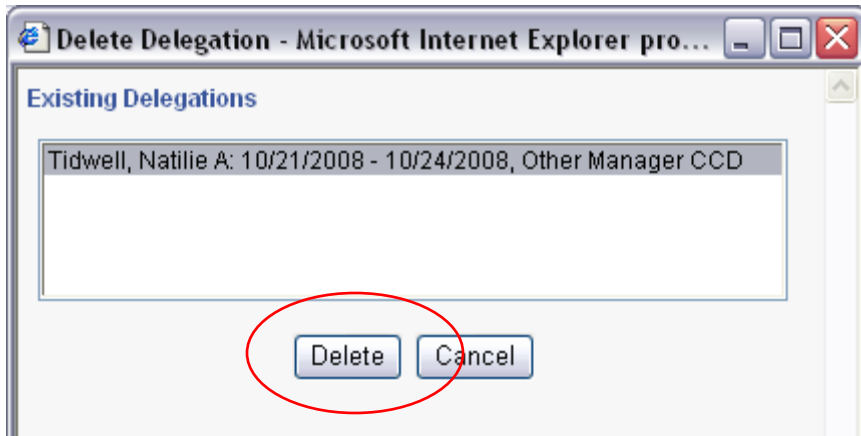 Delete Delegation - Microsoft Internet Explorer pro...
Existing Delegations
Tidwell, Natilie A: 10/21/2008 - 10/24/2008, Other Manager CCD
Delete Cancel